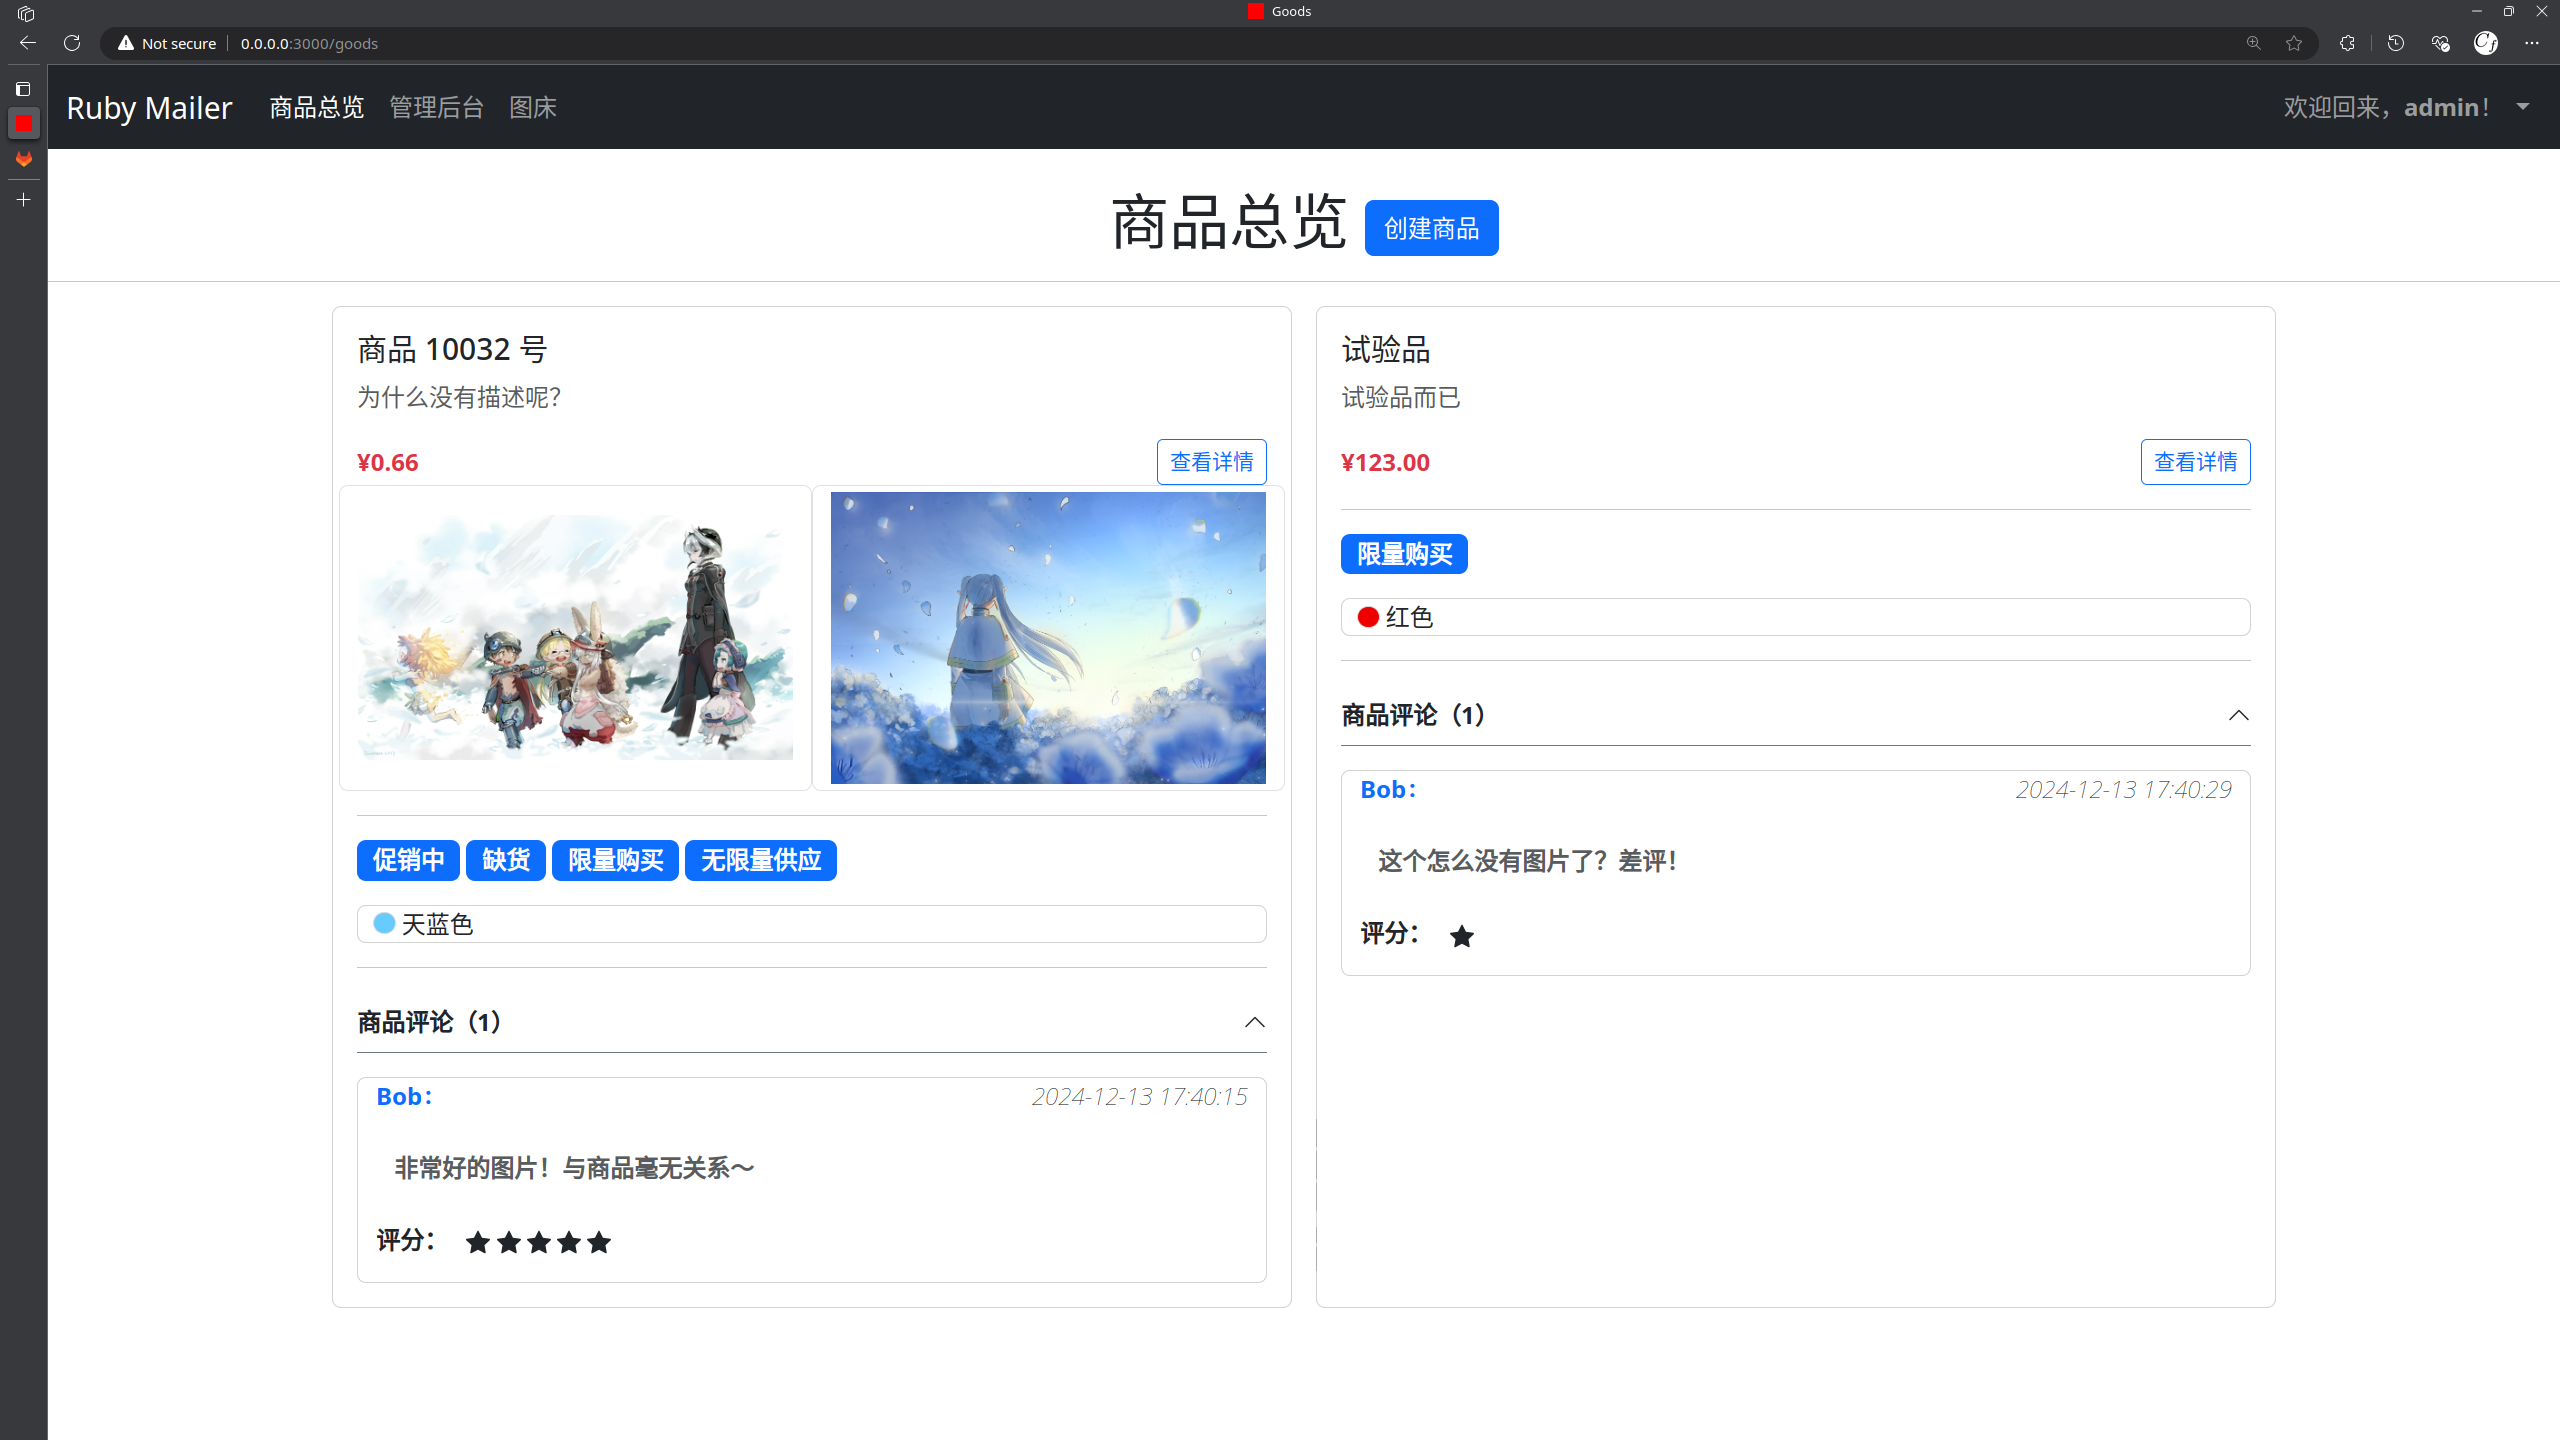 Goods
Not secure
0.0.0.0:3000/goods
Ruby Mailer 商品总览 管理后台 图床 欢迎回来，admin！
商品总览 创建商品
商品 10032 号
为什么没有描述呢？
¥0.66 查看详情
促销中 缺货 限量购买 无限量供应
天蓝色
商品评论（1）
Bob： 2024-12-13 17:40:15
非常好的图片！与商品毫无关系～
评分：
试验品
试验品而已
¥123.00 查看详情
限量购买
红色
商品评论（1）
Bob： 2024-12-13 17:40:29
这个怎么没有图片了？差评！
评分：